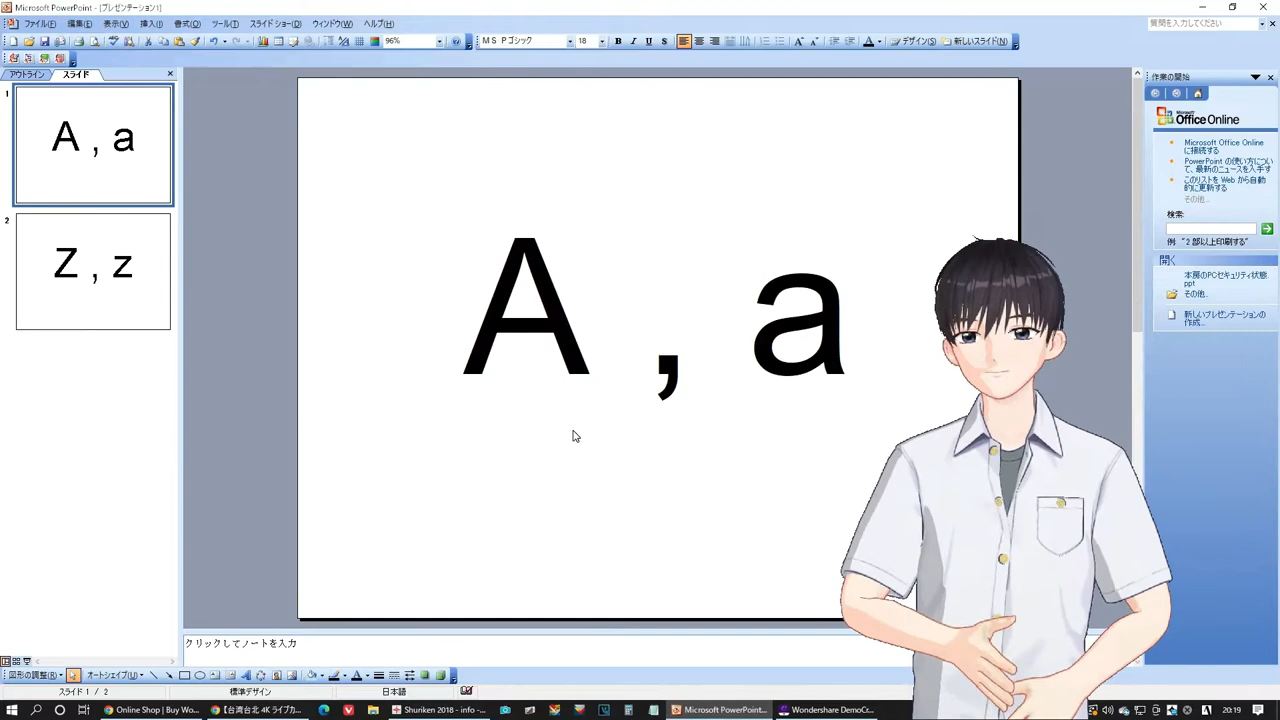 Microsoft PowerPoint - [プレゼンテーション1]
ファイル(F) 編集(E) 表示(V) 挿入(I) 書式(O) ツール(T) スライド ショー(D) ウィンドウ(W) ヘルプ(H)
質問を入力してください
96% MS Pゴシック 18 B I U S デザイン(S) 新しいスライド(N)
アウトライン スライド
1
A , a
2
Z , z
A , a
作業の開始
Microsoft
Office Online
Microsoft Office Online
に接続する
PowerPoint の使い方につい
て、最新のニュースを入手す
このリストを Web から自動
的に更新する
その他...
検索:
例: "2 部以上印刷する"
開く
本房のPCセキュリティ状態
ppt
その他...
新しいプレゼンテーションの
作成...
クリックしてノートを入力
図形の調整(R) オートシェイプ(U)
スライド 1 / 2 標準デザイン 日本語
Online Shop | Buy Wo... 【台湾台北 4K ライブカ... Shuriken 2018 - info -... Microsoft PowerPoint... Wondershare DemoCr... A 20:19